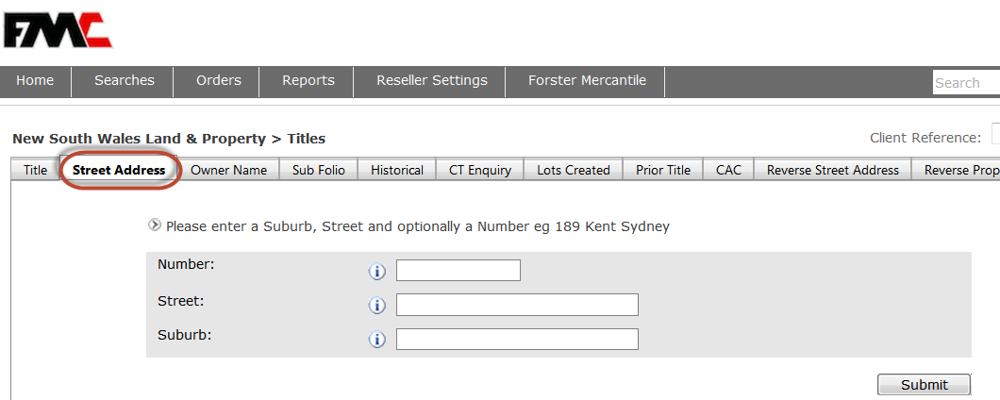 FMC
Home Searches Orders Reports Reseller Settings Forster Mercantile Search
New South Wales Land & Property > Titles Client Reference:
Title Street Address Owner Name Sub Folio Historical CT Enquiry Lots Created Prior Title CAC Reverse Street Address Reverse Prop
Please enter a Suburb, Street and optionally a Number eg 189 Kent Sydney
Number:
Street:
Suburb:
Submit